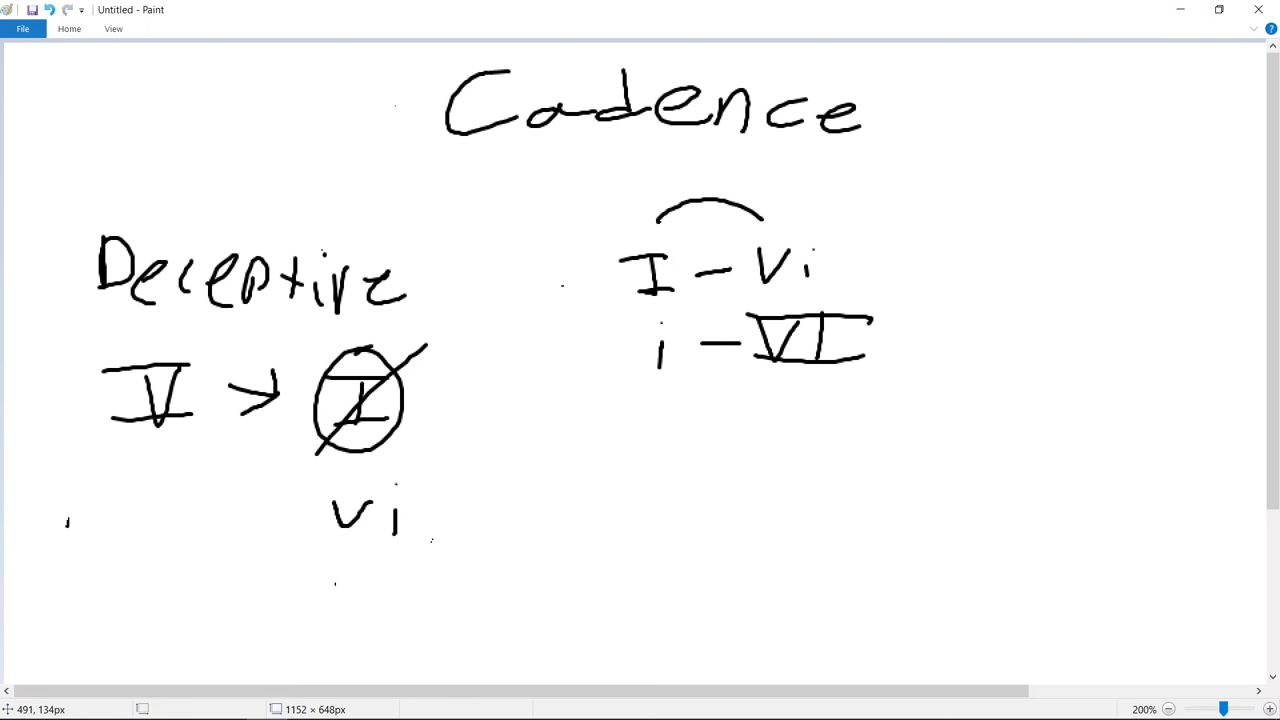 Untitled - Paint
File Home View
Cadence
Deceptive
V → I
vi
I - vi
i - VI
491, 134px
1152 × 648px
200%